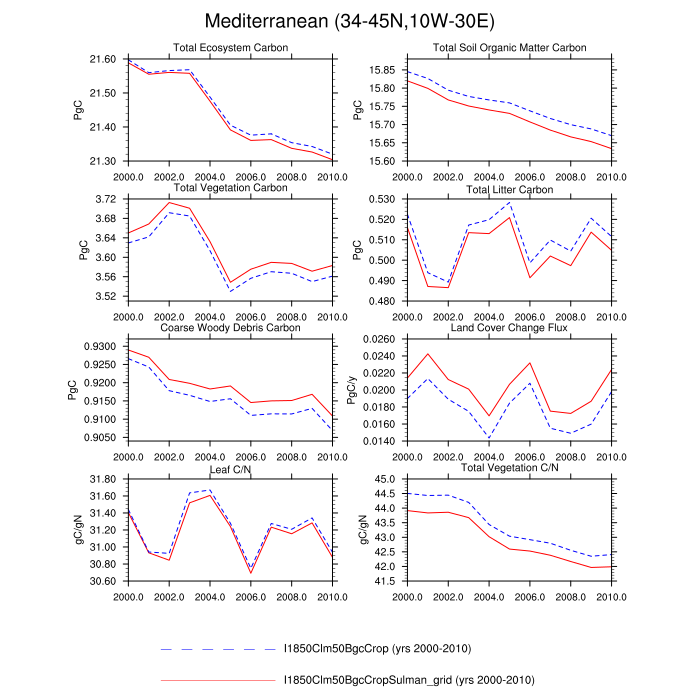 Mediterranean (34-45N,10W-30E)
Total Ecosystem Carbon
PgC
21.60
21.50
21.40
21.30
2000.0 2002.0 2004.0 2006.0 2008.0 2010.0
Total Soil Organic Matter Carbon
PgC
15.85
15.80
15.75
15.70
15.65
15.60
2000.0 2002.0 2004.0 2006.0 2008.0 2010.0
Total Vegetation Carbon
PgC
3.72
3.68
3.64
3.60
3.56
3.52
2000.0 2002.0 2004.0 2006.0 2008.0 2010.0
Total Litter Carbon
PgC
0.530
0.520
0.510
0.500
0.490
0.480
2000.0 2002.0 2004.0 2006.0 2008.0 2010.0
Coarse Woody Debris Carbon
PgC
0.9300
0.9250
0.9200
0.9150
0.9100
0.9050
2000.0 2002.0 2004.0 2006.0 2008.0 2010.0
Land Cover Change Flux
PgC/y
0.0260
0.0240
0.0220
0.0200
0.0180
0.0160
0.0140
2000.0 2002.0 2004.0 2006.0 2008.0 2010.0
Leaf C/N
gC/gN
31.80
31.60
31.40
31.20
31.00
30.80
30.60
2000.0 2002.0 2004.0 2006.0 2008.0 2010.0
Total Vegetation C/N
gC/gN
45.0
44.5
44.0
43.5
43.0
42.5
42.0
41.5
2000.0 2002.0 2004.0 2006.0 2008.0 2010.0
I1850Clm50BgcCrop (yrs 2000-2010)
I1850Clm50BgcCropSulman_grid (yrs 2000-2010)